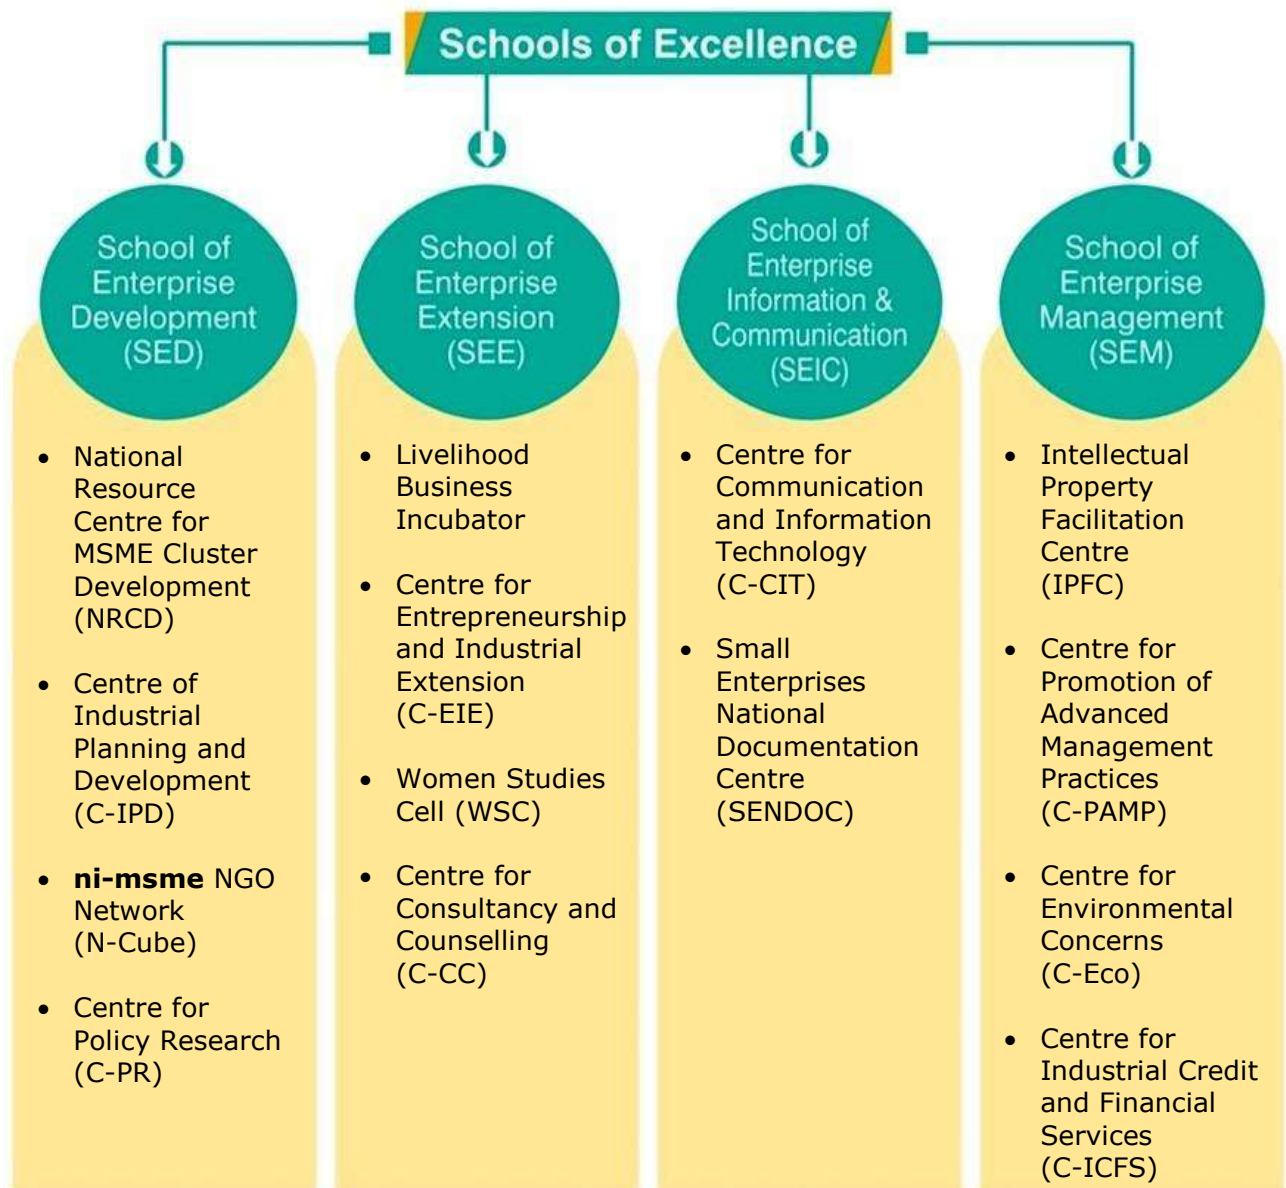 Schools of Excellence
School of
Enterprise
Development
(SED)
• National
Resource
Centre for
MSME Cluster
Development
(NRCD)
• Centre of
Industrial
Planning and
Development
(C-IPD)
• ni-msme NGO
Network
(N-Cube)
• Centre for
Policy Research
(C-PR)
School of
Enterprise
Extension
(SEE)
• Livelihood
Business
Incubator
• Centre for
Entrepreneurship
and Industrial
Extension
(C-EIE)
• Women Studies
Cell (WSC)
• Centre for
Consultancy and
Counselling
(C-CC)
School of
Enterprise
Information &
Communication
(SEIC)
• Centre for
Communication
and Information
Technology
(C-CIT)
• Small
Enterprises
National
Documentation
Centre
(SENDOC)
School of
Enterprise
Management
(SEM)
• Intellectual
Property
Facilitation
Centre
(IPFC)
• Centre for
Promotion of
Advanced
Management
Practices
(C-PAMP)
• Centre for
Environmental
Concerns
(C-Eco)
• Centre for
Industrial Credit
and Financial
Services
(C-ICFS)